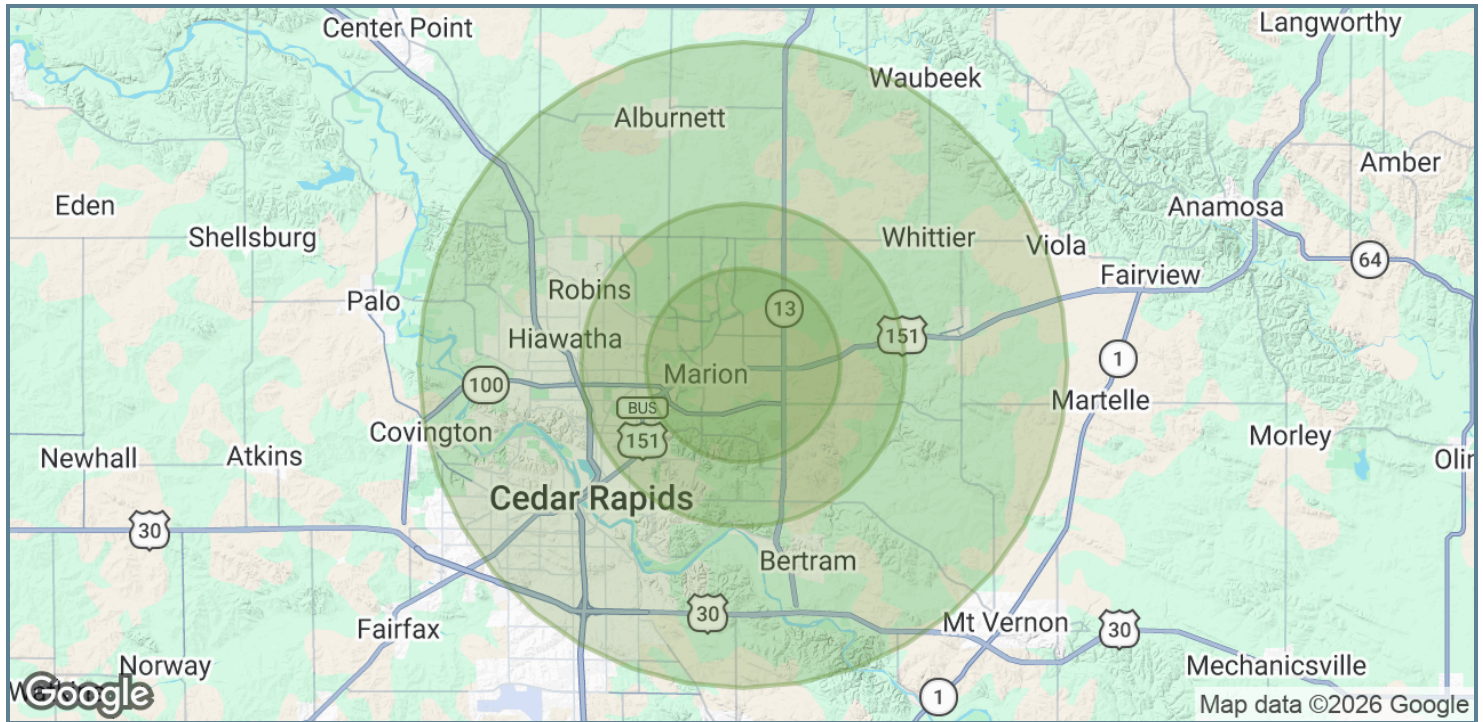 Center Point
Langworthy
Waubeek
Alburnett
Amber
Eden
Anamosa
Shellsburg
Whittier
Viola
64
Fairview
Robins
Palo
13
Hiawatha
151
1
Marion
100
Martelle
BUS
151
Covington
Morley
Newhall
Atkins
Olin
Cedar Rapids
30
Bertram
30
Fairfax
Mt Vernon
30
Norway
Mechanicsville
Google
1
Map data ©2026 Google